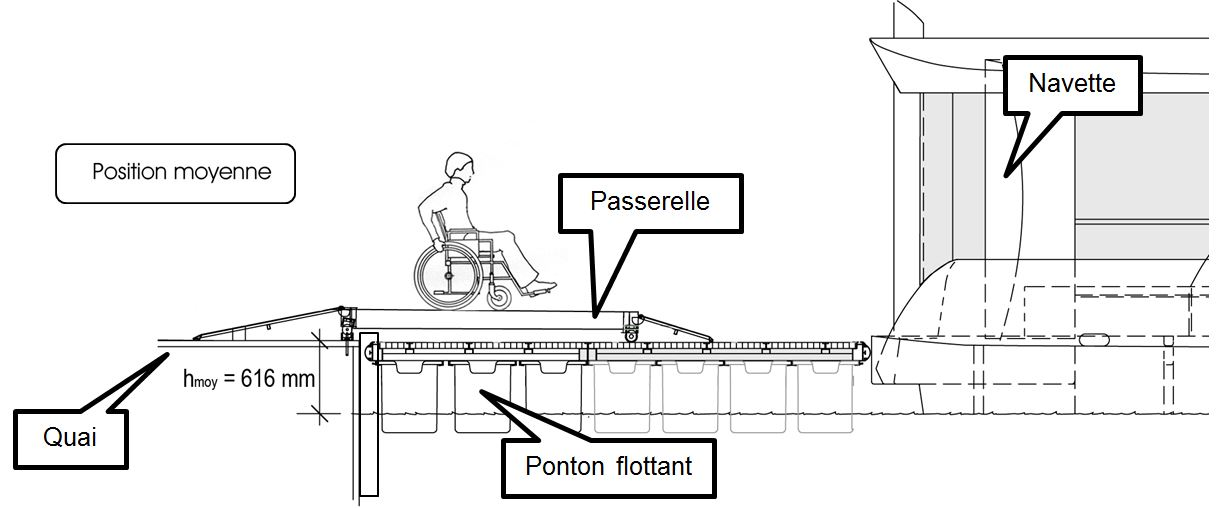 Navette
Position moyenne
Passerelle
hmoy = 616 mm
Quai
Ponton flottant